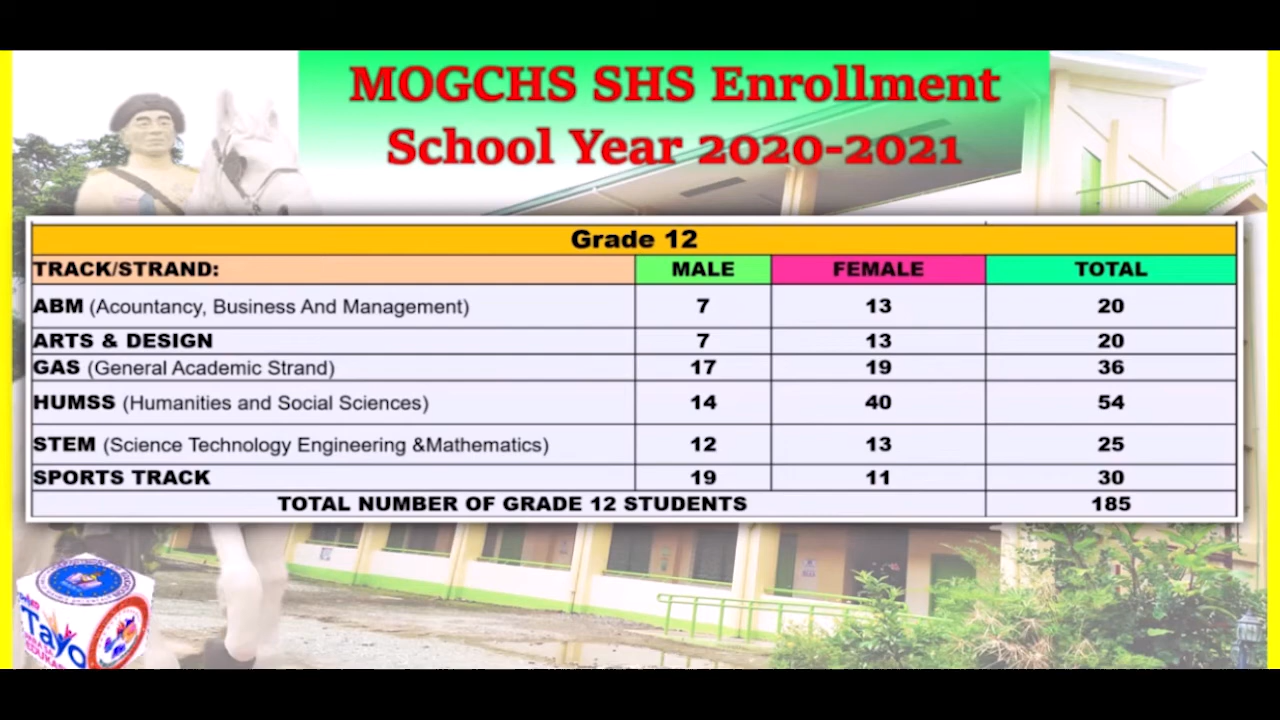 MOGCHS SHS Enrollment
School Year 2020-2021
Grade 12
TRACK/STRAND: MALE FEMALE TOTAL
ABM (Acountancy, Business And Management) 7 13 20
ARTS & DESIGN 7 13 20
GAS (General Academic Strand) 17 19 36
HUMSS (Humanities and Social Sciences) 14 40 54
STEM (Science Technology Engineering &Mathematics) 12 13 25
SPORTS TRACK 19 11 30
TOTAL NUMBER OF GRADE 12 STUDENTS 185
Tayo